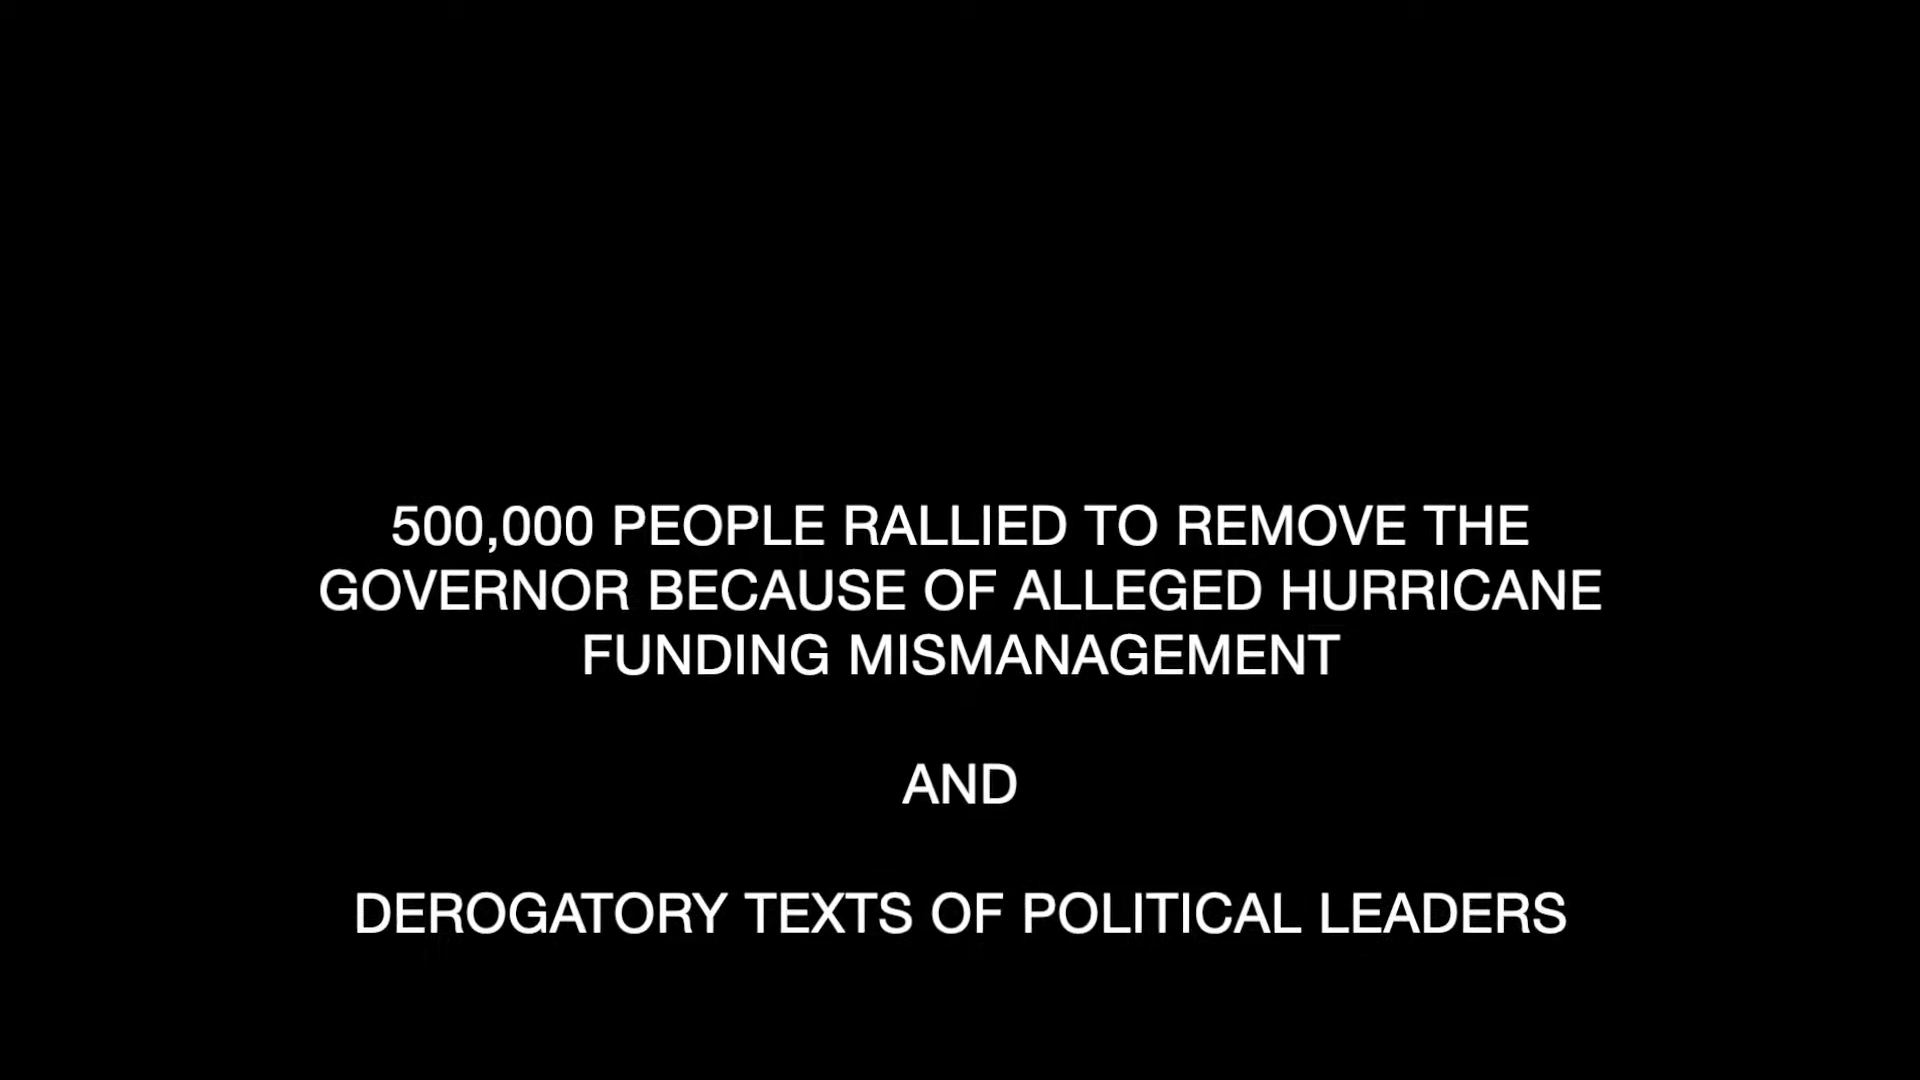 500,000 PEOPLE RALLIED TO REMOVE THE
GOVERNOR BECAUSE OF ALLEGED HURRICANE
FUNDING MISMANAGEMENT
AND
DEROGATORY TEXTS OF POLITICAL LEADERS